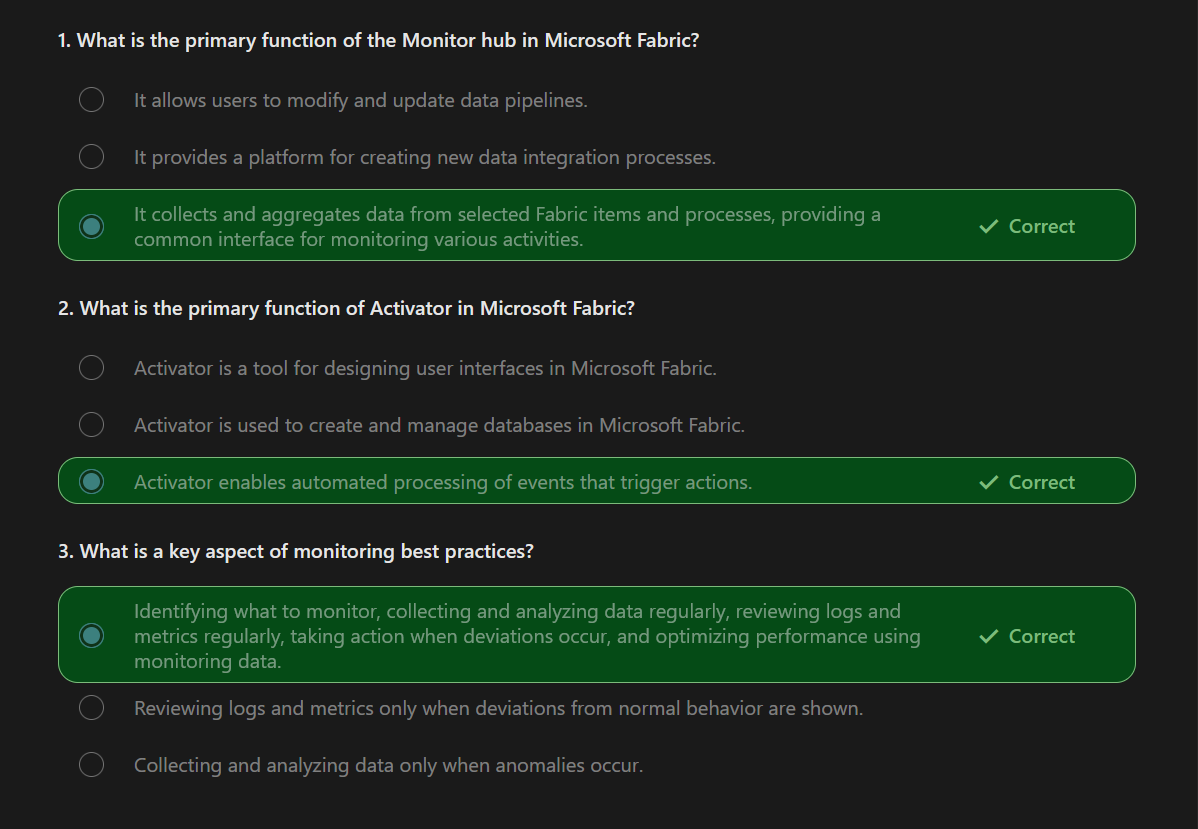 1. What is the primary function of the Monitor hub in Microsoft Fabric?
It allows users to modify and update data pipelines.
It provides a platform for creating new data integration processes.
It collects and aggregates data from selected Fabric items and processes, providing a
common interface for monitoring various activities.
Correct
2. What is the primary function of Activator in Microsoft Fabric?
Activator is a tool for designing user interfaces in Microsoft Fabric.
Activator is used to create and manage databases in Microsoft Fabric.
Activator enables automated processing of events that trigger actions.
Correct
3. What is a key aspect of monitoring best practices?
Identifying what to monitor, collecting and analyzing data regularly, reviewing logs and
metrics regularly, taking action when deviations occur, and optimizing performance using
monitoring data.
Correct
Reviewing logs and metrics only when deviations from normal behavior are shown.
Collecting and analyzing data only when anomalies occur.